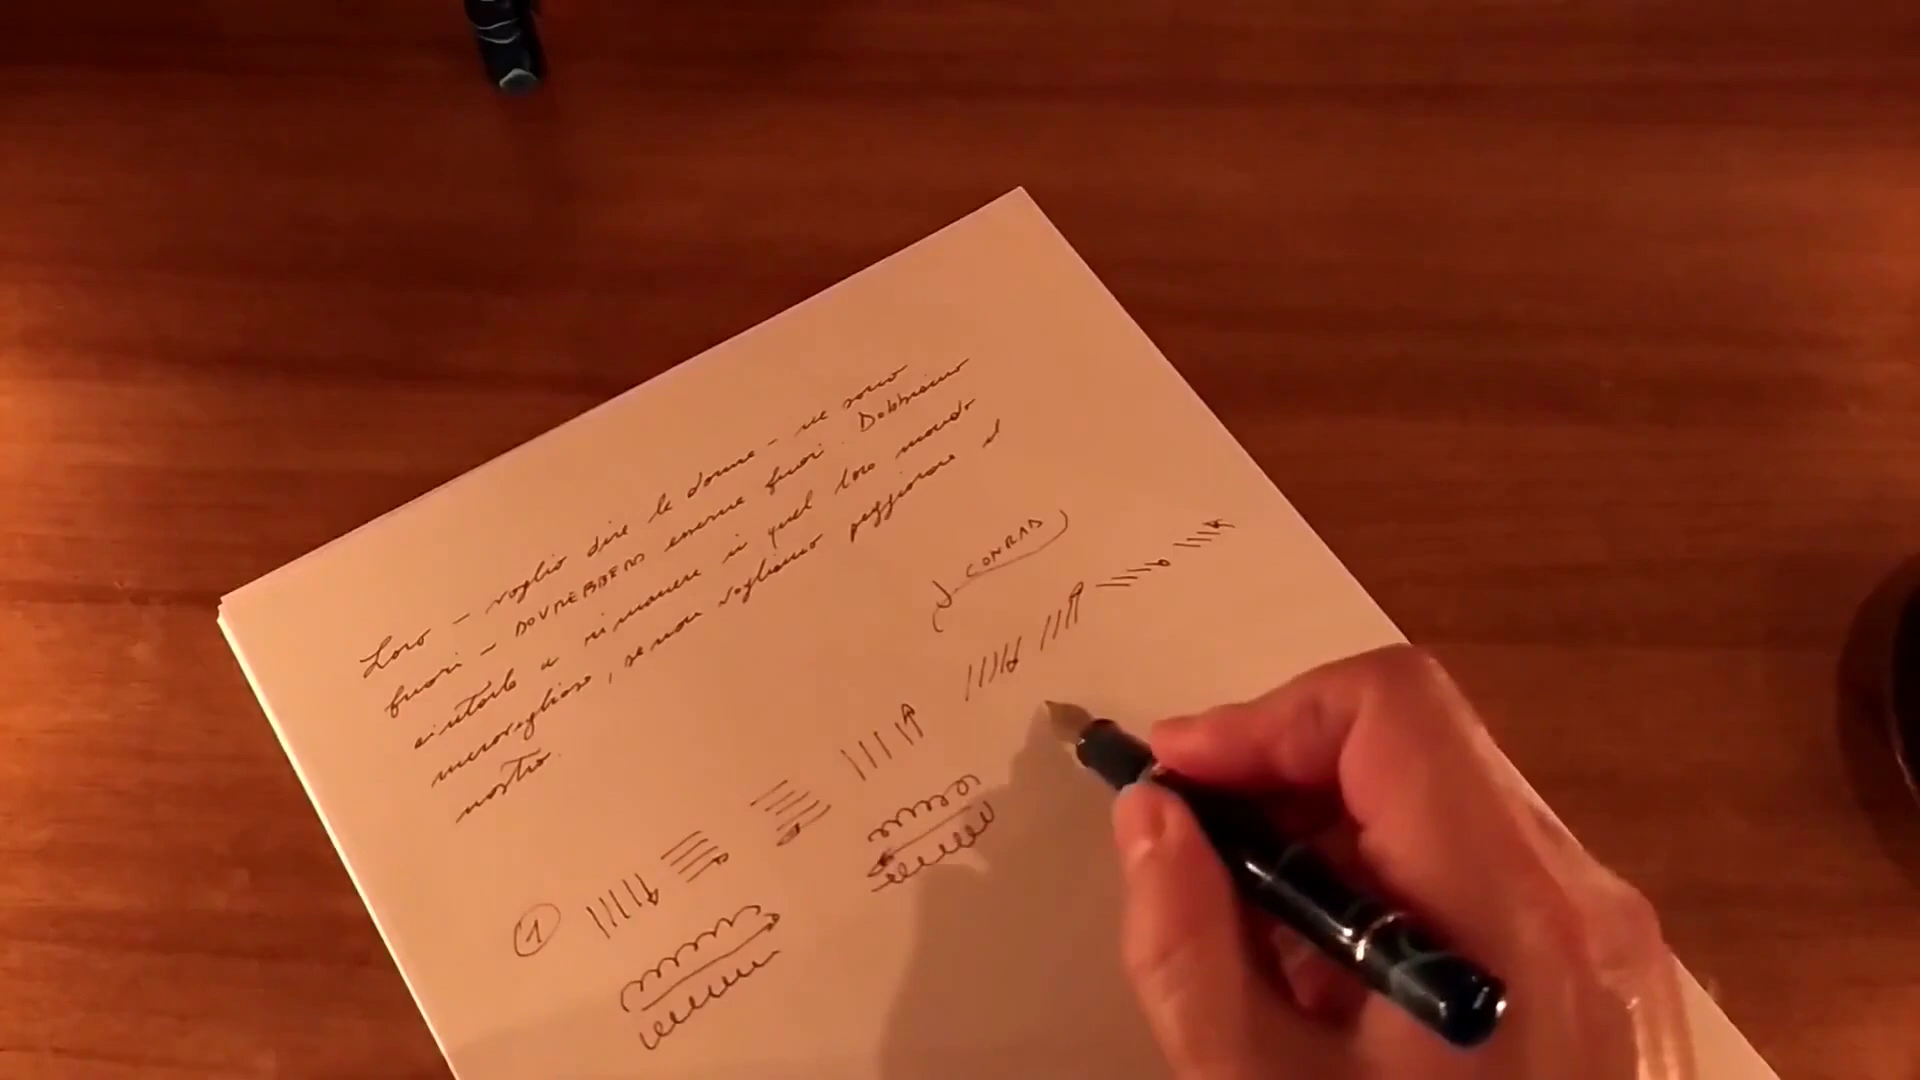 Loro - voglio dire le donne - ne sono
fuori - DOVREBBERO esserne fuori. Dobbiamo
aiutarle a rimanere in quel loro mondo
meraviglioso, se non vogliamo peggiorare il
nostro.
J. CONRAD
1